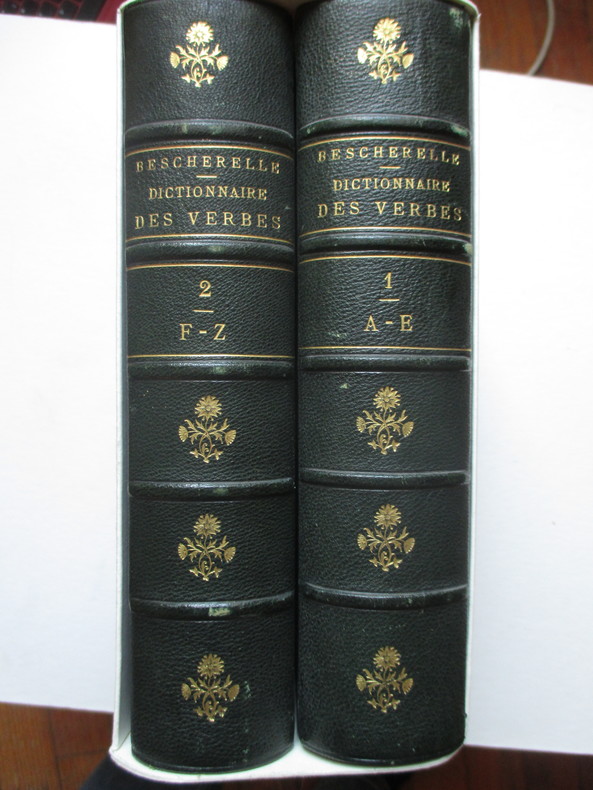 BESCHERELLE
DICTIONNAIRE
DES VERBES
2
F-Z
BESCHERELLE
DICTIONNAIRE
DES VERBES
1
A-E